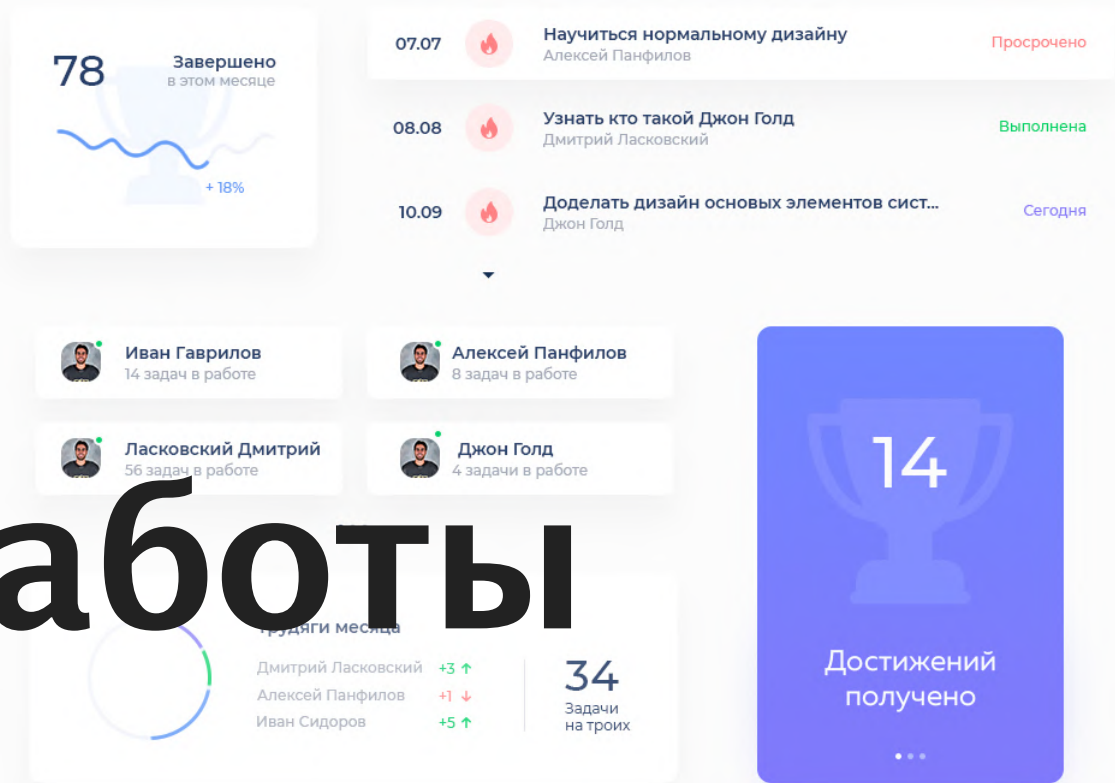 78
Завершено
в этом месяце
+ 18%
07.07
Научиться нормальному дизайну
Алексей Панфилов
Просрочено
08.08
Узнать кто такой Джон Голд
Дмитрий Ласковский
Выполнена
10.09
Доделать дизайн основых элементов сист...
Джон Голд
Сегодня
Иван Гаврилов
14 задач в работе
Алексей Панфилов
8 задач в работе
Ласковский Дмитрий
56 задач в работе
Джон Голд
4 задачи в работе
аботы
Трудяги месяца
Дмитрий Ласковский +3 ↑
Алексей Панфилов +1 ↓
Иван Сидоров +5 ↑
34
Задачи
на троих
14
Достижений
получено